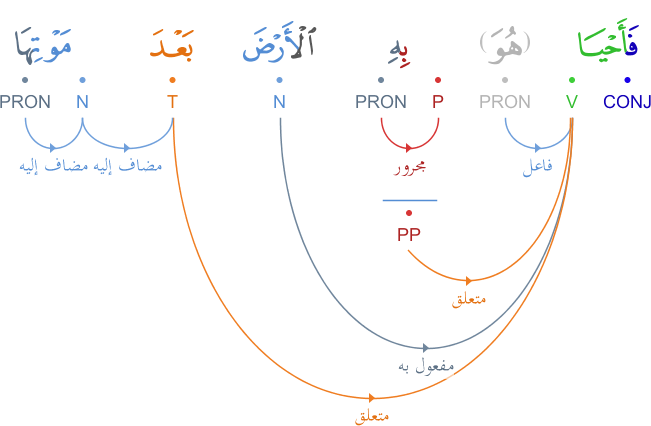 فَأَحْيَا (هُوَ) بِهِ ٱلْأَرْضَ بَعْدَ مَوْتِهَا
PRON N T N PRON P PRON V CONJ
مضاف إليه مضاف إليه مجرور فاعل
PP
متعلق
مفعول به
متعلق